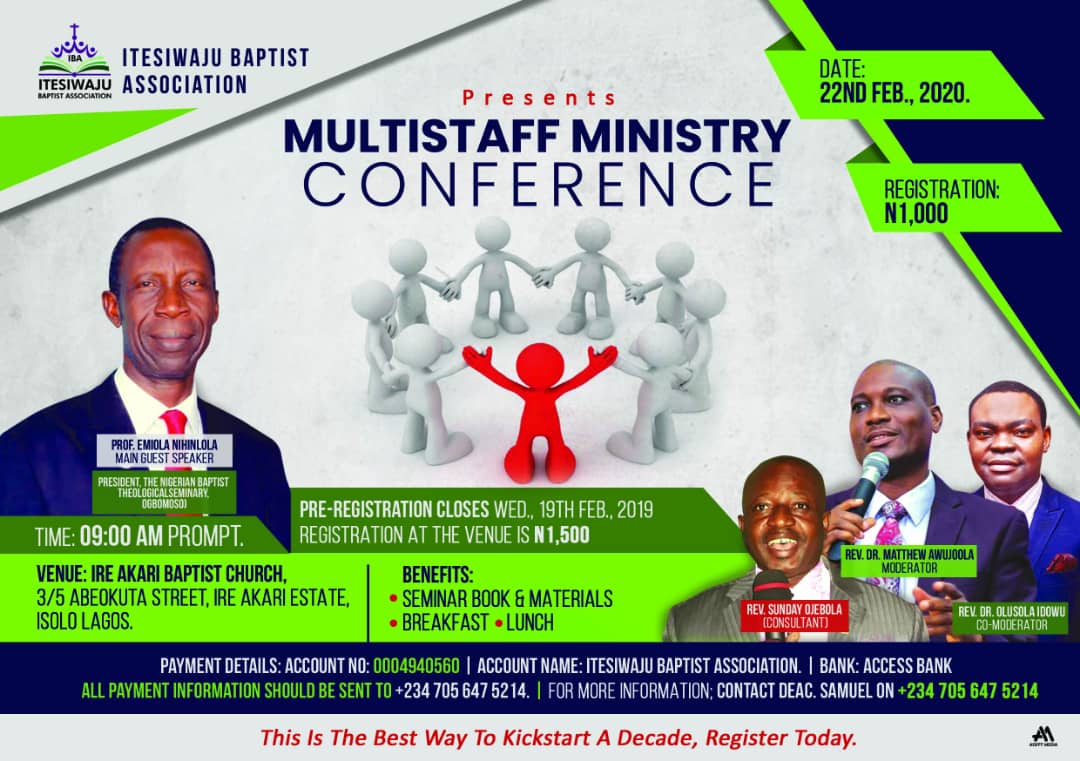 IBA
ITESIWAJU
BAPTIST ASSOCIATION
ITESIWAJU BAPTIST
ASSOCIATION
Presents
MULTISTAFF MINISTRY
CONFERENCE
DATE:
22ND FEB., 2020.
REGISTRATION:
N1,000
PROF. EMIOLA NIHINLOLA
MAIN GUEST SPEAKER
PRESIDENT, THE NIGERIAN BAPTIST
THEOLOGICALSEMINARY,
OGBOMOSOJ
TIME: 09:00 AM PROMPT.
PRE-REGISTRATION CLOSES WED., 19TH FEB., 2019
REGISTRATION AT THE VENUE IS N1,500
VENUE: IRE AKARI BAPTIST CHURCH,
3/5 ABEOKUTA STREET, IRE AKARI ESTATE,
ISOLO LAGOS.
BENEFITS:
• SEMINAR BOOK & MATERIALS
• BREAKFAST • LUNCH
REV. SUNDAY OJEBOLA
(CONSULTANT)
REV. DR. MATTHEW AWUJOOLA
MODERATOR
REV. DR. OLUSOLA IDOWU
CO-MODERATOR
PAYMENT DETAILS: ACCOUNT NO: 0004940560 | ACCOUNT NAME: ITESIWAJU BAPTIST ASSOCIATION. | BANK: ACCESS BANK
ALL PAYMENT INFORMATION SHOULD BE SENT TO +234 705 647 5214. | FOR MORE INFORMATION; CONTACT DEAC. SAMUEL ON +234 705 647 5214
This Is The Best Way To Kickstart A Decade, Register Today.
ADEPT MEDIA